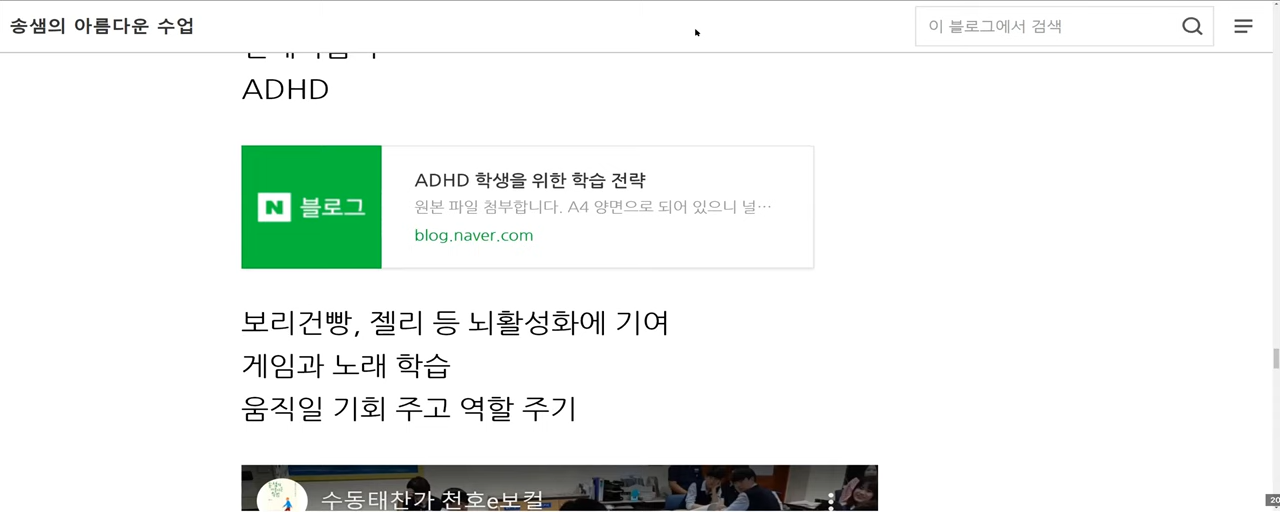 송샘의 아름다운 수업
이 블로그에서 검색
ADHD
N 블로그
ADHD 학생을 위한 학습 전략
원본 파일 첨부합니다. A4 양면으로 되어 있으니 널…
blog.naver.com
보리건빵, 젤리 등 뇌활성화에 기여
게임과 노래 학습
움직일 기회 주고 역할 주기
수동태찬가 천호e보컬
20